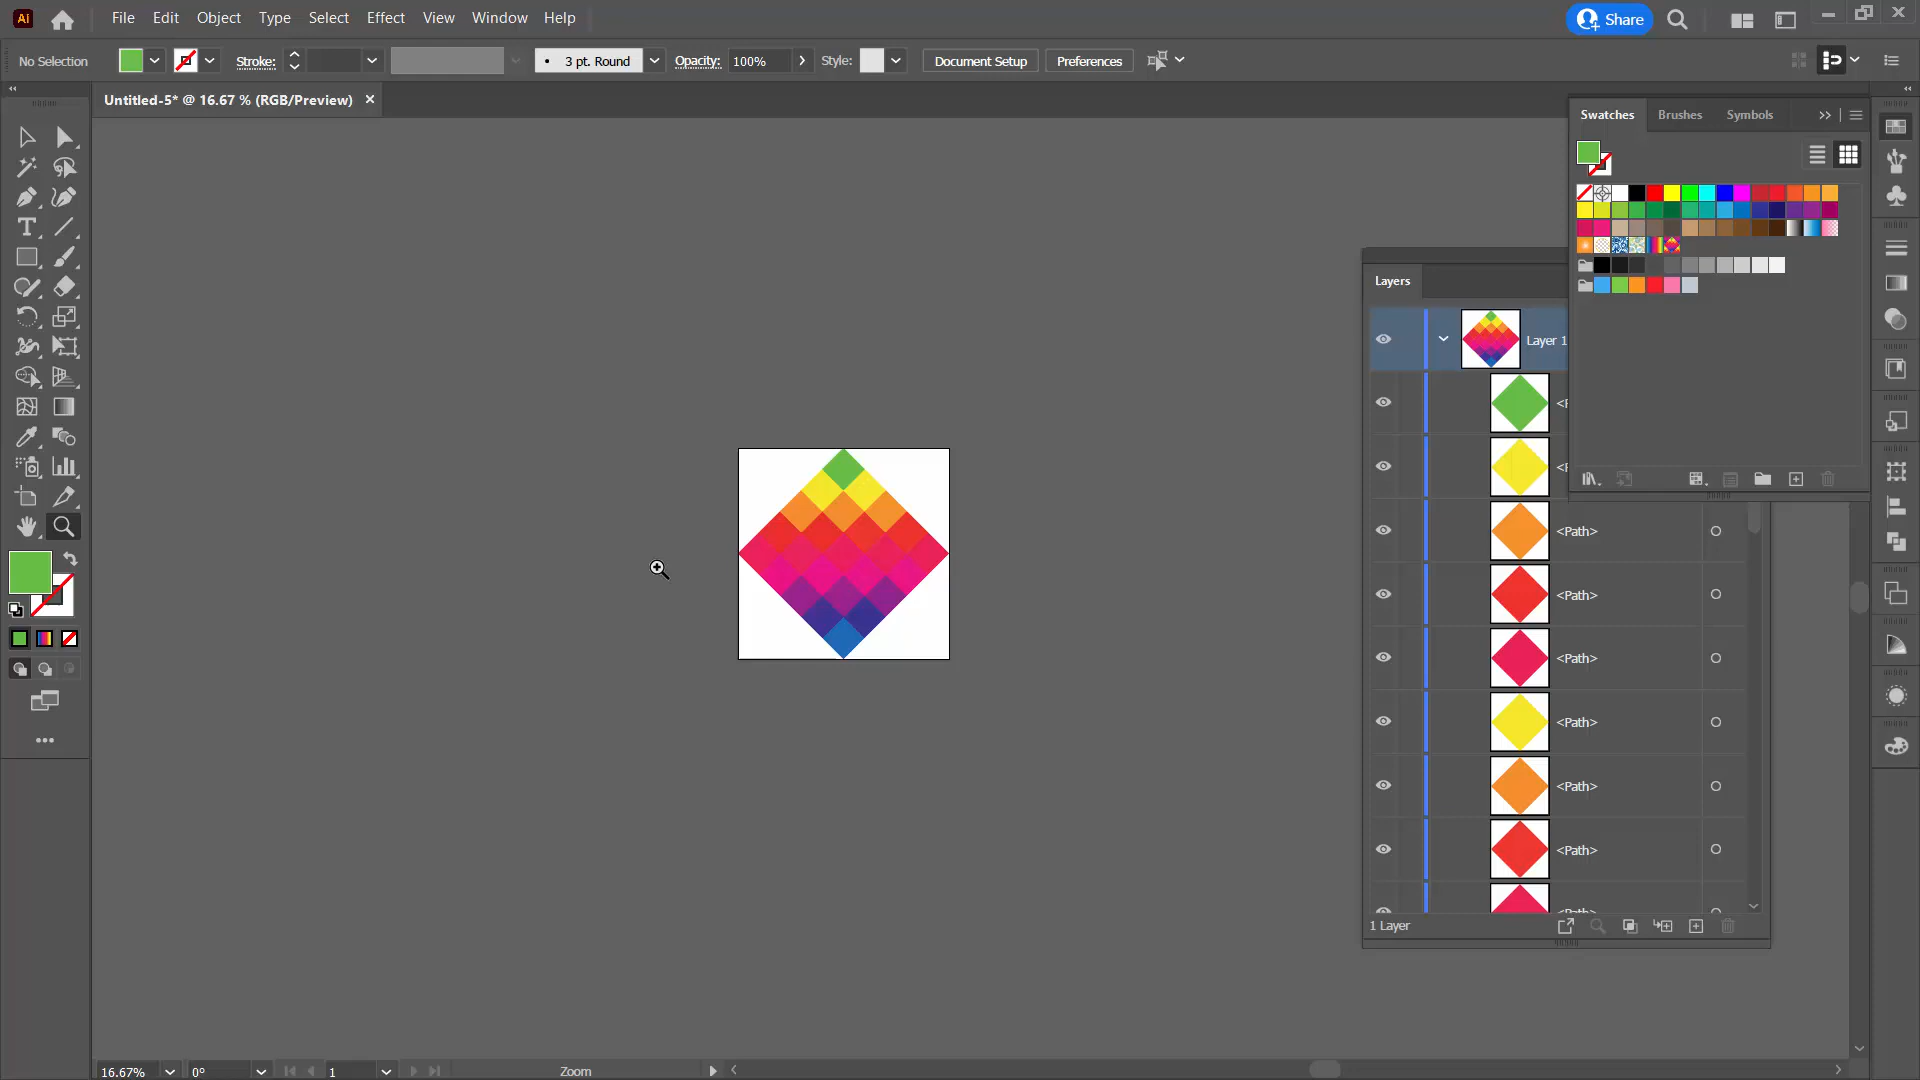 Ai File Edit Object Type Select Effect View Window Help Share
No Selection Stroke: 3 pt. Round Opacity: 100% Style: Document Setup Preferences
Untitled-5* @ 16.67 % (RGB/Preview)
Swatches Brushes Symbols
Layers
Layer 1
<Path>
<Path>
<Path>
<Path>
<Path>
<Path>
1 Layer
16.67% 0° 1 Zoom